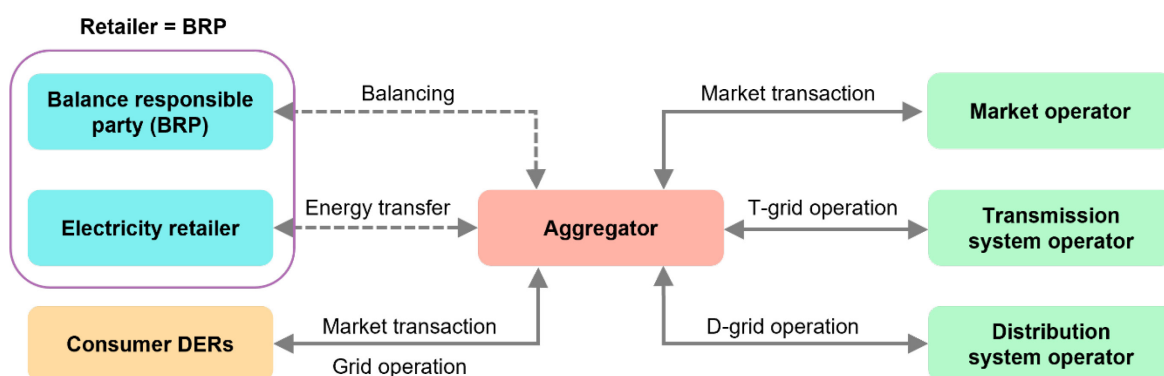 Retailer = BRP
Balance responsible
party (BRP)
Balancing
Market transaction
Market operator
Electricity retailer
Energy transfer
Aggregator
T-grid operation
Transmission
system operator
Consumer DERs
Market transaction
Grid operation
D-grid operation
Distribution
system operator